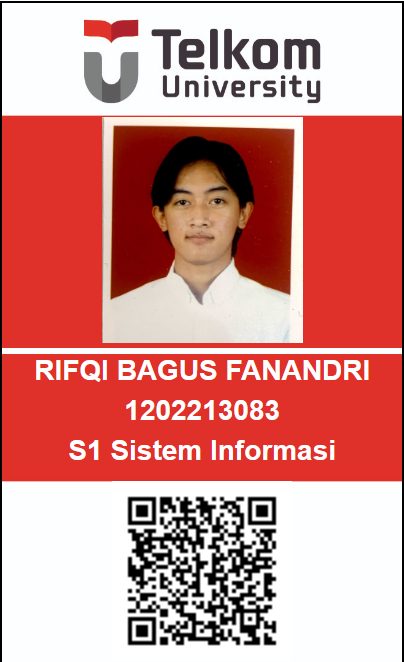 Telkom
University
RIFQI BAGUS FANANDRI
1202213083
S1 Sistem Informasi